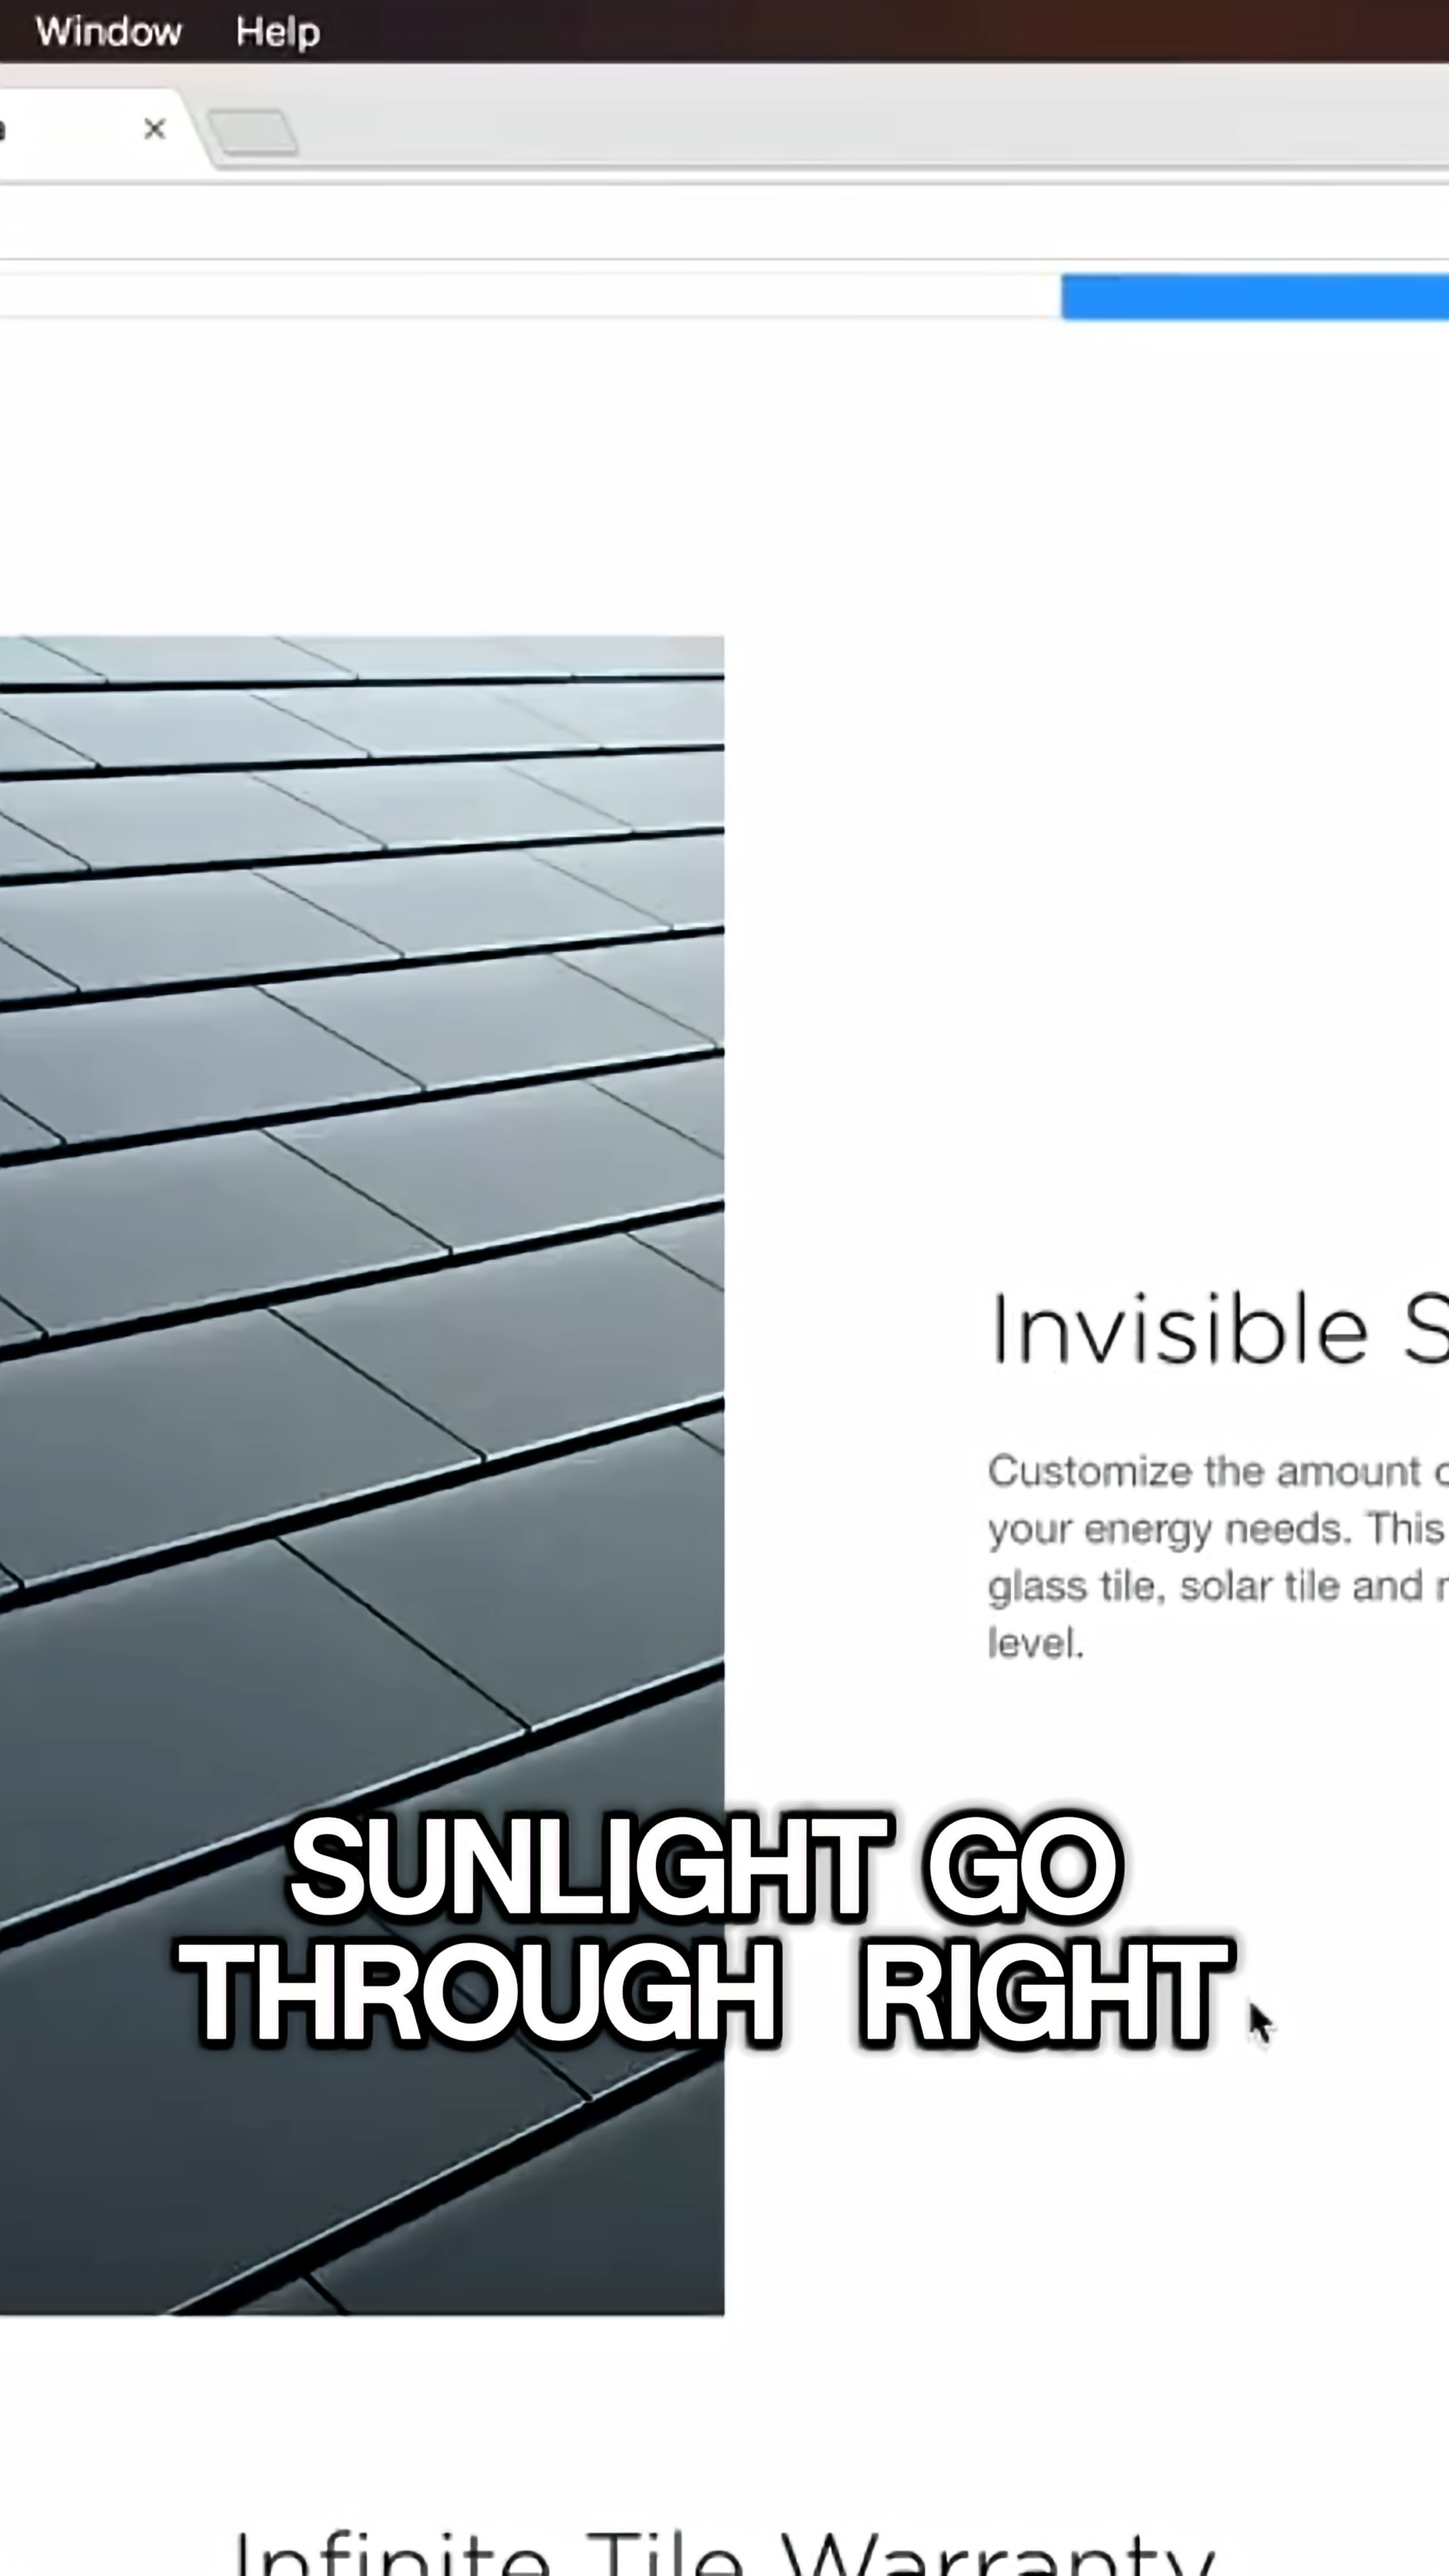 Window Help
Invisible
Customize the amount
your energy needs. This
glass tile, solar tile and
level.
SUNLIGHT GO
THROUGH RIGHT
Infinite Tile Warranty